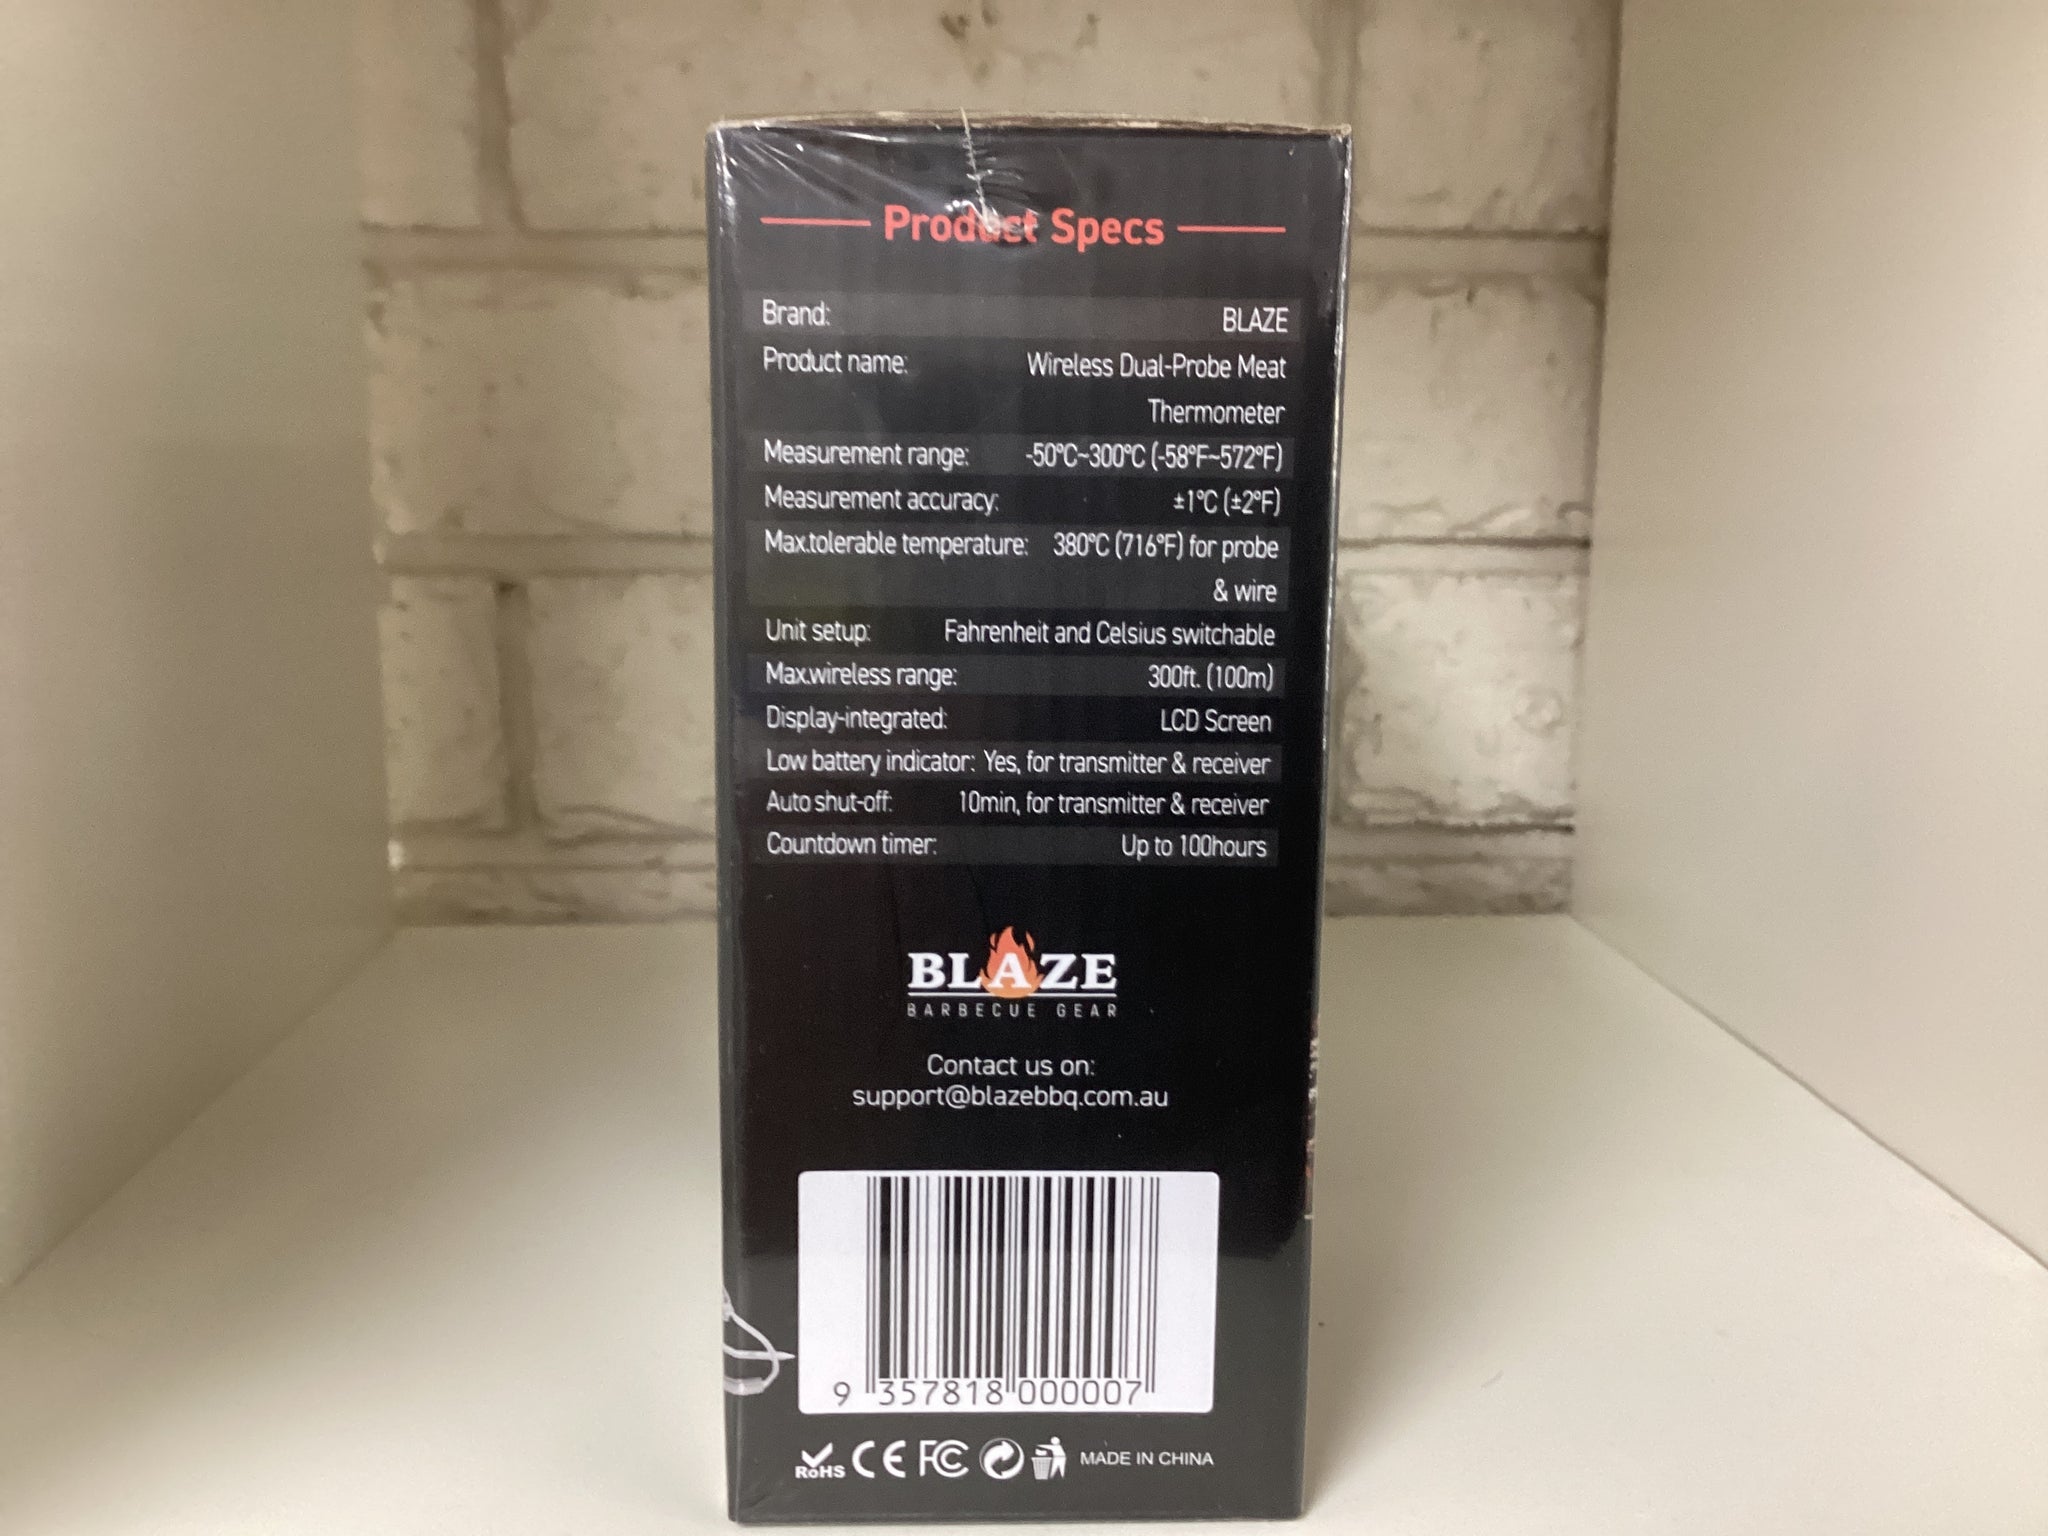 Product Specs
Brand: BLAZE
Product name: Wireless Dual-Probe Meat
Thermometer
Measurement range: -50°C~300°C (-58°F~572°F)
Measurement accuracy: ±1°C (±2°F)
Max.tolerable temperature: 380°C (716°F) for probe
& wire
Unit setup: Fahrenheit and Celsius switchable
Max.wireless range: 300ft. (100m)
Display-integrated: LCD Screen
Low battery indicator: Yes, for transmitter & receiver
Auto shut-off: 10min, for transmitter & receiver
Countdown timer: Up to 100hours
BLAZE
BARBECUE GEAR
Contact us on:
support@blazebbq.com.au
9 357818 000007
RoHS CE FC MADE IN CHINA